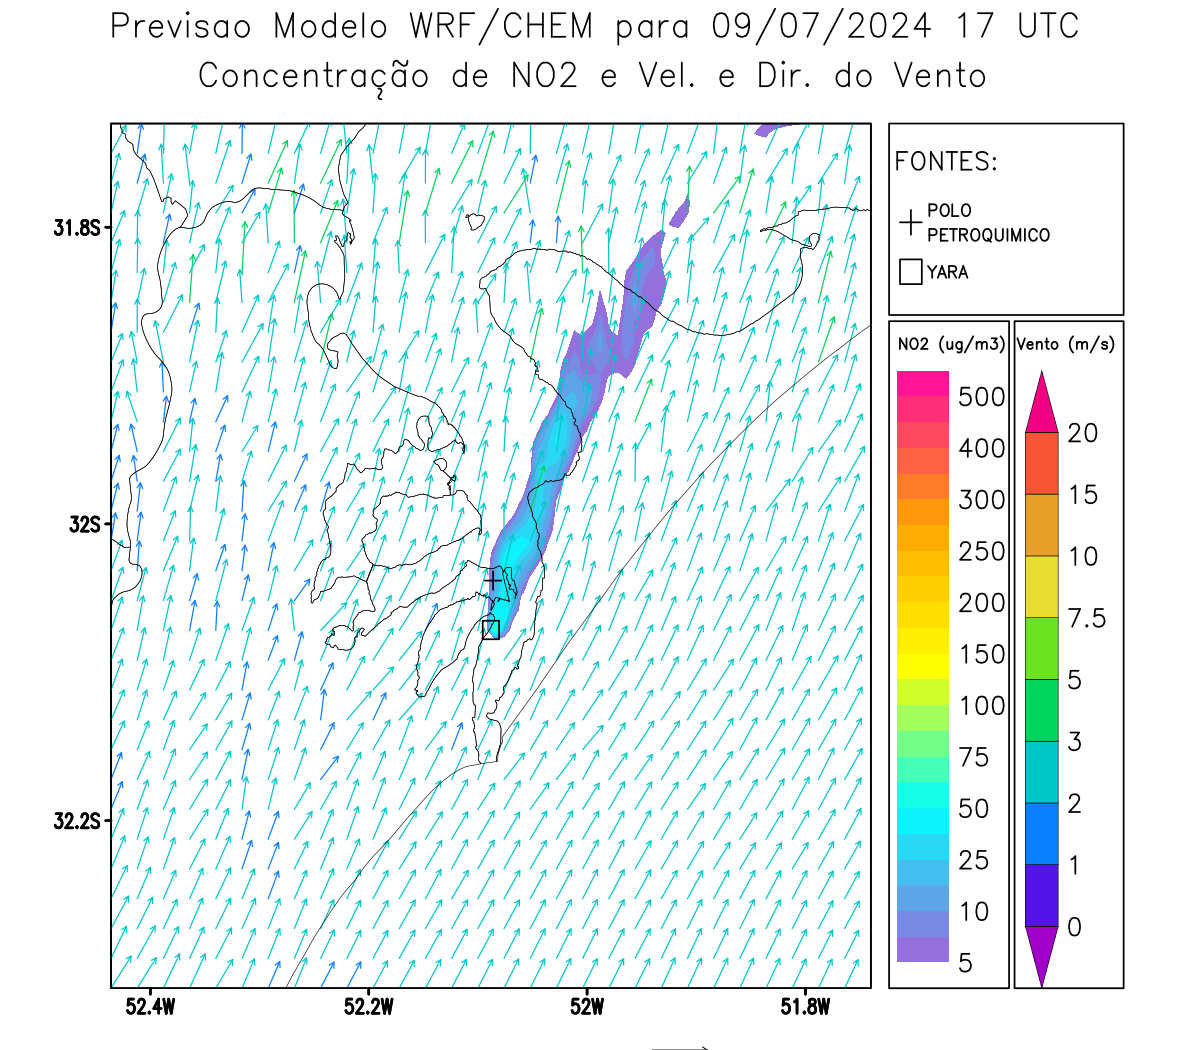 Previsao Modelo WRF/CHEM para 09/07/2024 17 UTC
Concentração de NO2 e Vel. e Dir. do Vento
FONTES:
POLO
PETROQUIMICO
YARA
31.8S
32S
32.2S
52.4W
52.2W
52W
51.8W
NO2 (ug/m3)
500
400
300
250
200
150
100
75
50
25
10
5
Vento (m/s)
20
15
10
7.5
5
3
2
1
0